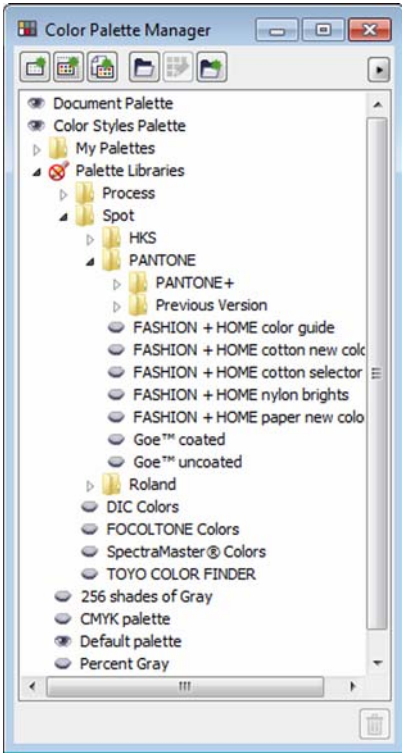 Color Palette Manager
Document Palette
Color Styles Palette
My Palettes
Palette Libraries
Process
Spot
HKS
PANTONE
PANTONE+
Previous Version
FASHION + HOME color guide
FASHION + HOME cotton new colo
FASHION + HOME cotton selector
FASHION + HOME nylon brights
FASHION + HOME paper new colo
Goe™ coated
Goe™ uncoated
Roland
DIC Colors
FOCOLTONE Colors
SpectraMaster® Colors
TOYO COLOR FINDER
256 shades of Gray
CMYK palette
Default palette
Percent Gray